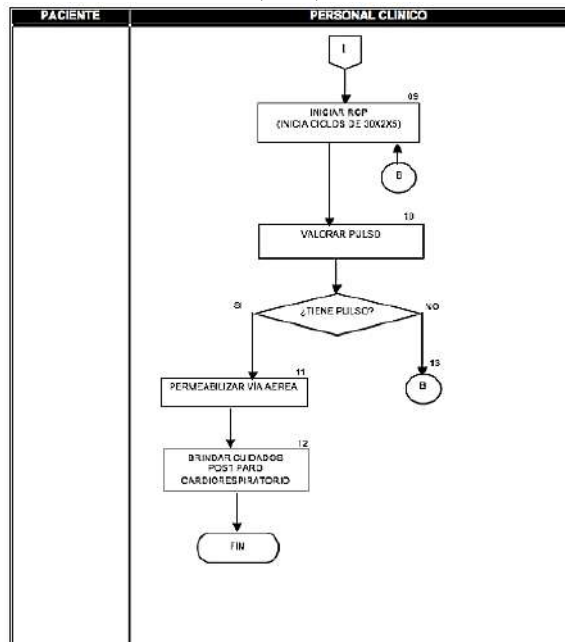 PACIENTE
PERSONAL CLINICO
09
INICIAR RCP
(INICIA CICLOS DE 30X2X5)
B
10
VALORAR PULSO
¿TIENE PULSO?
SI
NO
11
PERMEABILIZAR VÍA AEREA
13
B
12
BRINDAR CUIDADOS
POST PARO
CARDIORESPIRATORIO
FIN